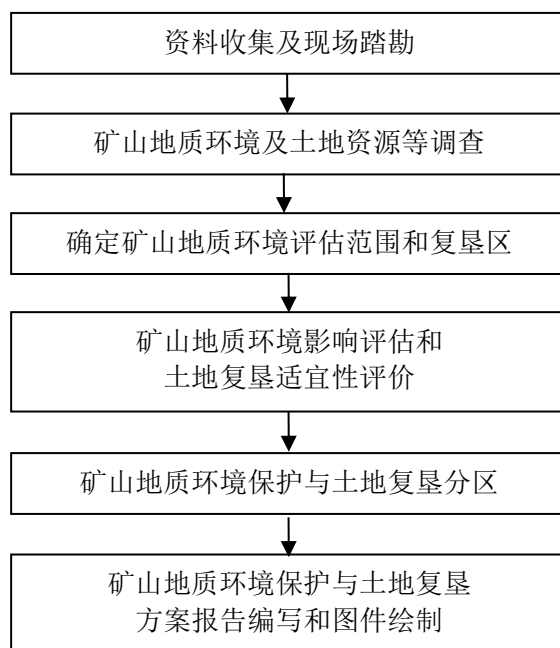 资料收集及现场踏勘
矿山地质环境及土地资源等调查
确定矿山地质环境评估范围和复垦区
矿山地质环境影响评估和
土地复垦适宜性评价
矿山地质环境保护与土地复垦分区
矿山地质环境保护与土地复垦
方案报告编写和图件绘制